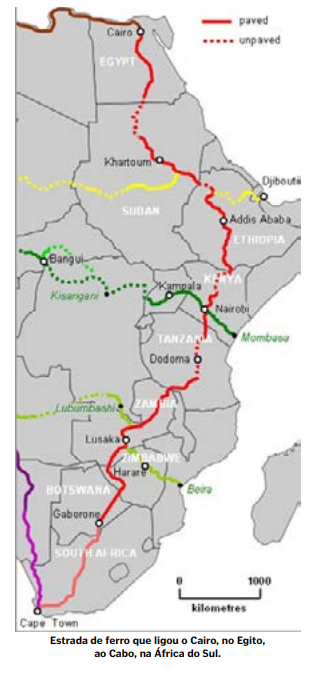 paved
unpaved
Cairo
EGYPT
Khartoum
Djibouti
SUDAN
Addis Ababa
ETHIOPIA
Bangui
KENYA
Kampala
Kisangani
Nairobi
Mombasa
TANZANIA
Dodoma
ZAMBIA
Lubumbashi
Lusaka
ZIMBABWE
Harare
BOTSWANA
Beira
Gaborone
SOUTH AFRICA
0 1000
kilometres
Cape Town
Estrada de ferro que ligou o Cairo, no Egito,
ao Cabo, na África do Sul.